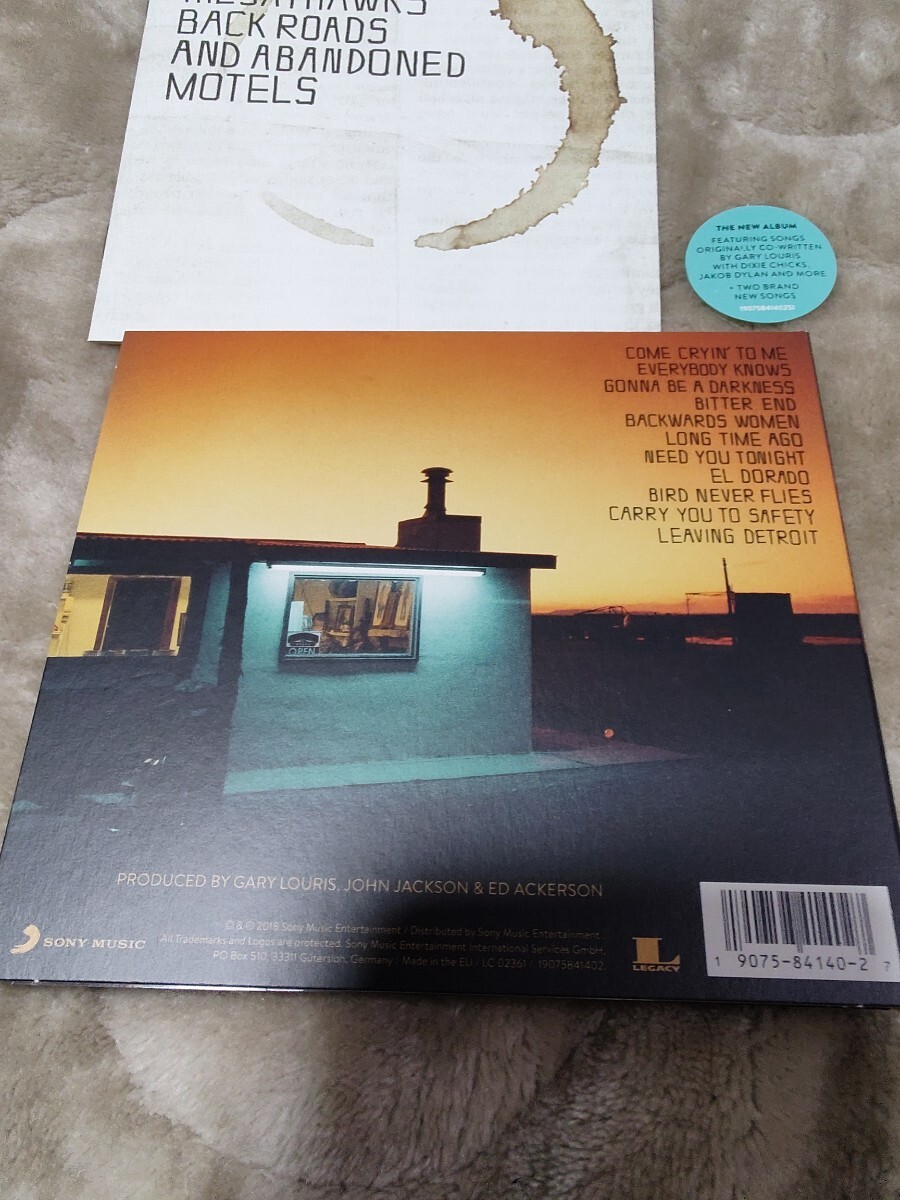 THE JAYHAWKS
BACK ROADS
AND ABANDONED
MOTELS
THE NEW ALBUM
FEATURING SONGS
ORIGINALLY CO-WRITTEN
BY GARY LOURIS
WITH DIXIE CHICKS,
JAKOB DYLAN AND MORE
+ TWO BRAND
NEW SONGS
COME CRYIN' TO ME
EVERYBODY KNOWS
GONNA BE A DARKNESS
BITTER END
BACKWARDS WOMEN
LONG TIME AGO
NEED YOU TONIGHT
EL DORADO
BIRD NEVER FLIES
CARRY YOU TO SAFETY
LEAVING DETROIT
OPEN
PRODUCED BY GARY LOURIS, JOHN JACKSON & ED ACKERSON
SONY MUSIC
℗ & © 2018 Sony Music Entertainment / Distributed by Sony Music Entertainment.
All Trademarks and Logos are protected. Sony Music Entertainment International Services GmbH,
PO Box 510, 33311 Gütersloh, Germany / Made in the EU / LC 02361 / 19075841402
L
LEGACY
1 9075-84140-2 7